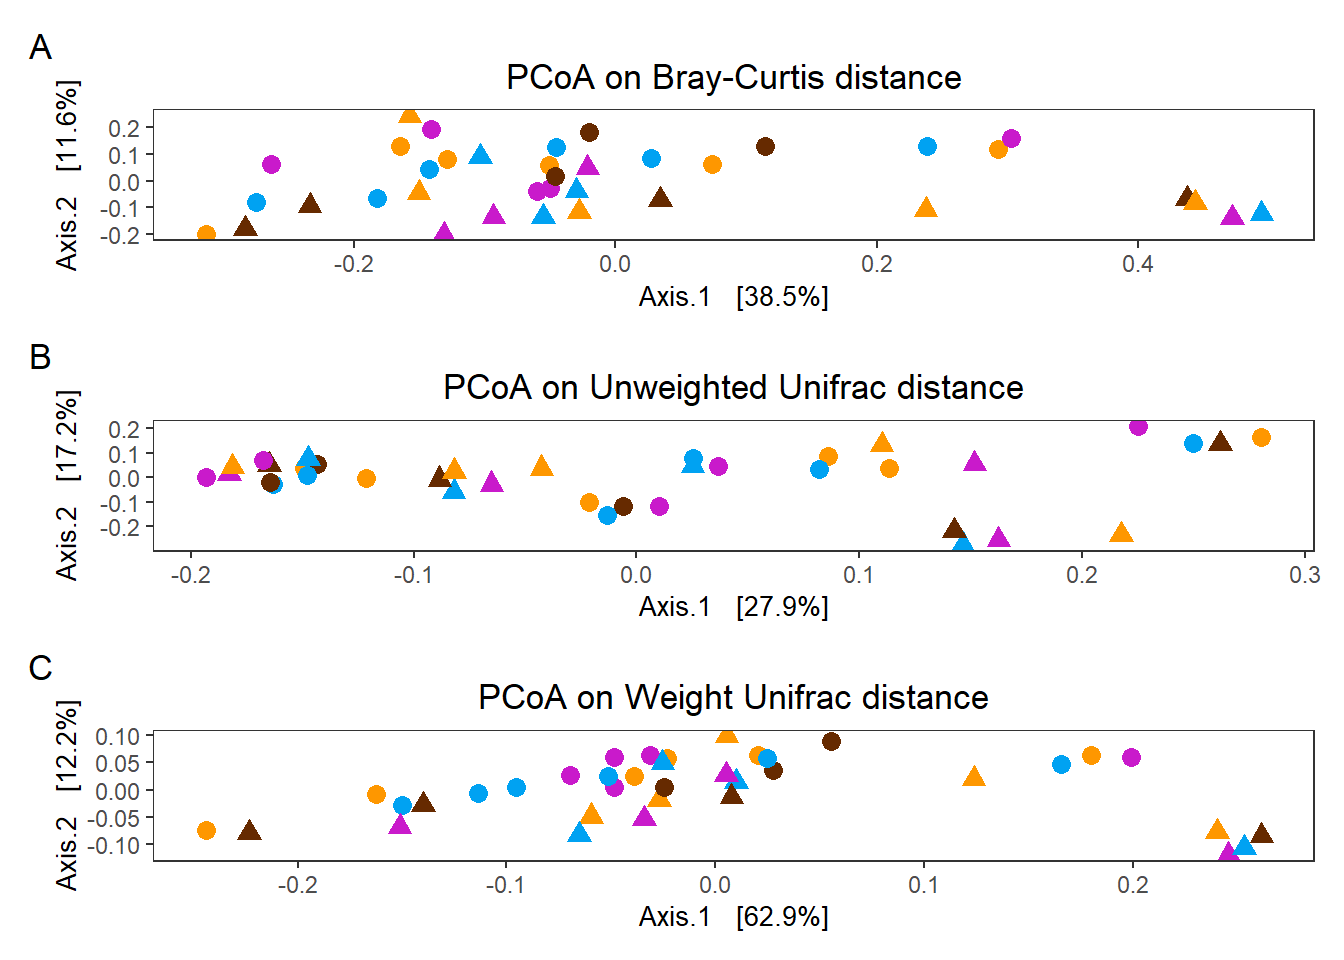 A
PCoA on Bray-Curtis distance
Axis.2 [11.6%]
0.2
0.1
0.0
-0.1
-0.2
-0.2 0.0 0.2 0.4
Axis.1 [38.5%]
B
PCoA on Unweighted Unifrac distance
Axis.2 [17.2%]
0.2
0.1
0.0
-0.1
-0.2
-0.2 -0.1 0.0 0.1 0.2 0.3
Axis.1 [27.9%]
C
PCoA on Weight Unifrac distance
Axis.2 [12.2%]
0.10
0.05
0.00
-0.05
-0.10
-0.2 -0.1 0.0 0.1 0.2
Axis.1 [62.9%]